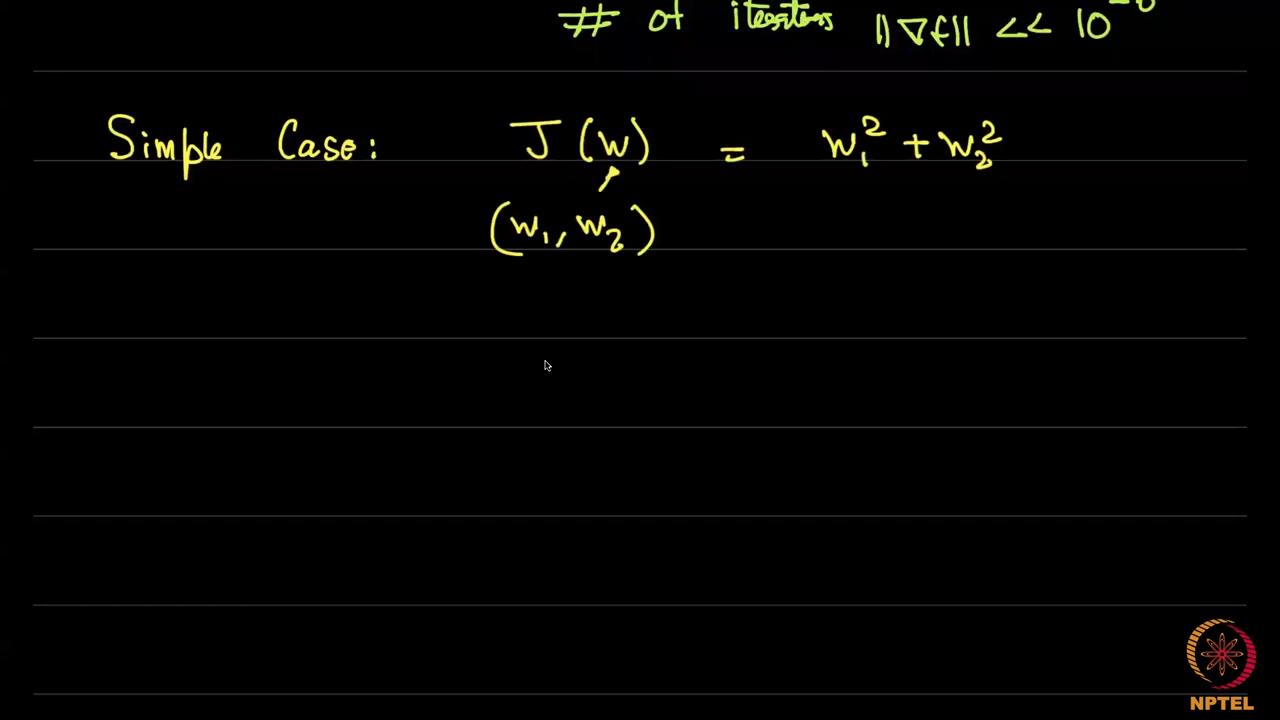 # of iterations ||∇f|| << 10
Simple Case: J(w) = w₁² + w₂²
(w₁, w₂)
NPTEL